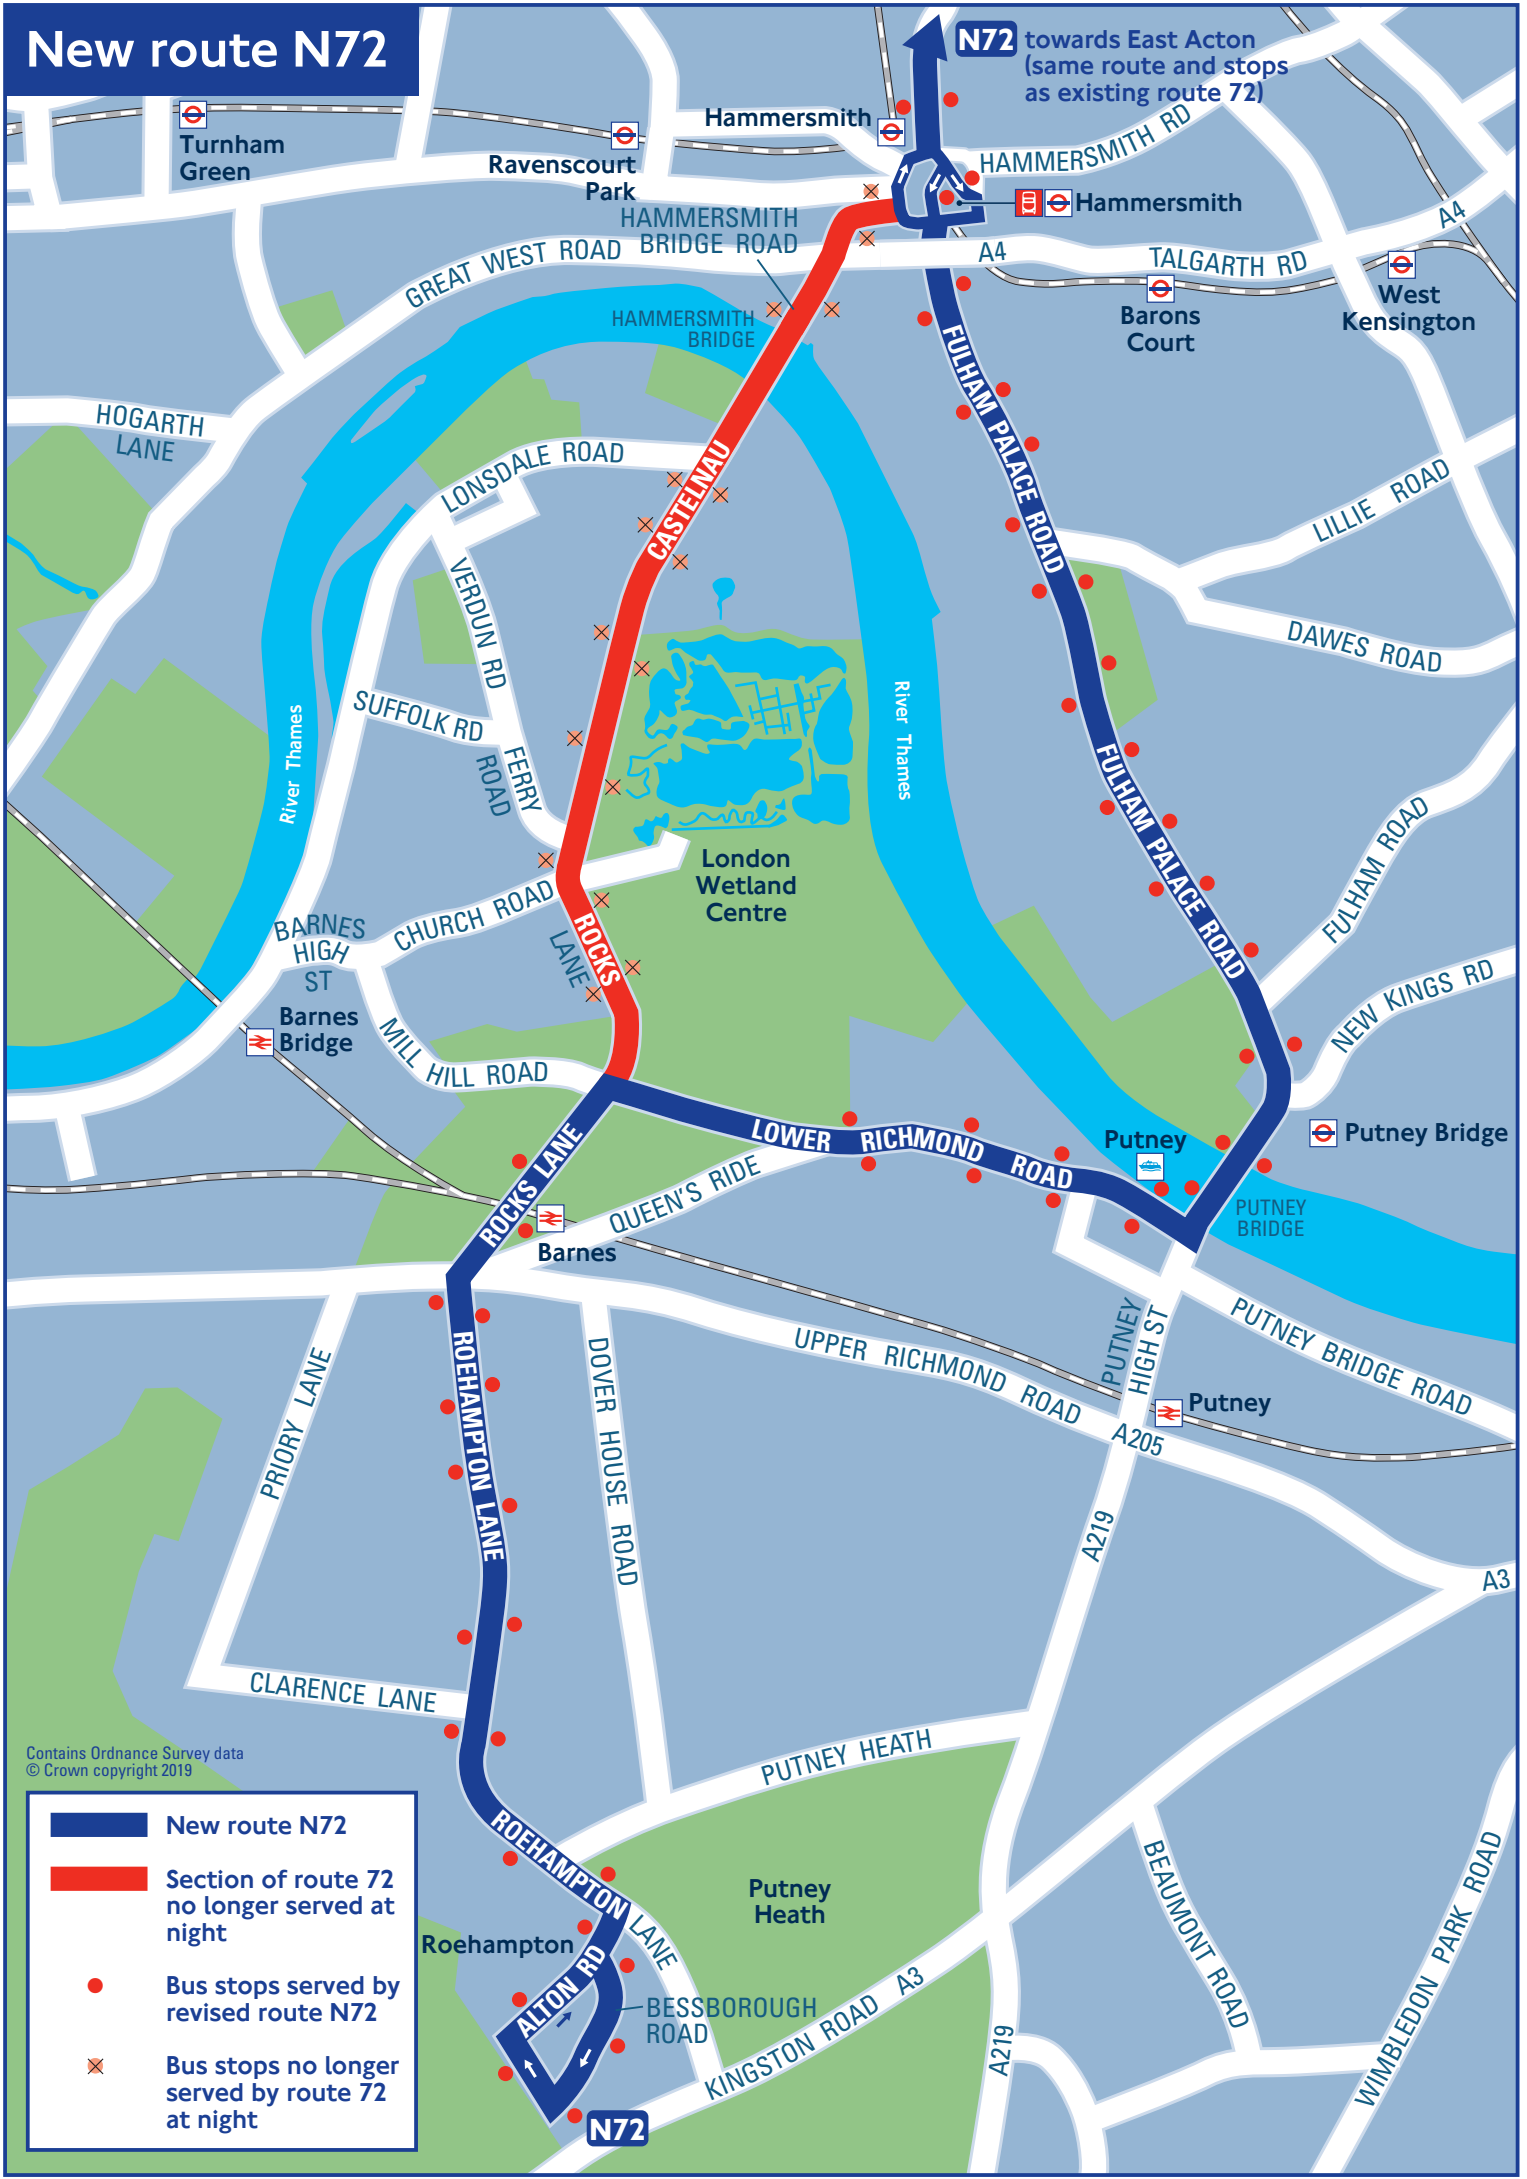 New route N72
N72 towards East Acton
(same route and stops
as existing route 72)
Hammersmith
HAMMERSMITH RD
Turnham
Green
Ravenscourt
Park
Hammersmith
HAMMERSMITH
BRIDGE ROAD
A4
GREAT WEST ROAD
A4
TALGARTH RD
West
Kensington
Barons
Court
HAMMERSMITH
BRIDGE
FULHAM PALACE ROAD
HOGARTH
LANE
LONSDALE ROAD
CASTELNAU
LILLIE ROAD
VERDUN RD
DAWES ROAD
SUFFOLK RD
FERRY
ROAD
River Thames
River Thames
FULHAM PALACE ROAD
FULHAM ROAD
London
Wetland
Centre
CHURCH ROAD
BARNES
HIGH
ST
ROCKS
LANE
NEW KINGS RD
Barnes
Bridge
MILL HILL ROAD
LOWER RICHMOND ROAD
Putney
Putney Bridge
ROCKS LANE
QUEEN'S RIDE
PUTNEY
BRIDGE
Barnes
PUTNEY
HIGH ST
PUTNEY BRIDGE ROAD
UPPER RICHMOND ROAD
A205
Putney
ROEHAMPTON LANE
DOVER HOUSE ROAD
PRIORY LANE
A219
A3
CLARENCE LANE
PUTNEY HEATH
Contains Ordnance Survey data
© Crown copyright 2019
New route N72
Section of route 72
no longer served at
night
Bus stops served by
revised route N72
Bus stops no longer
served by route 72
at night
ROEHAMPTON LANE
Putney
Heath
Roehampton
ALTON RD
BESSBOROUGH
ROAD
KINGSTON ROAD A3
A219
BEAUMONT ROAD
WIMBLEDON PARK ROAD
N72